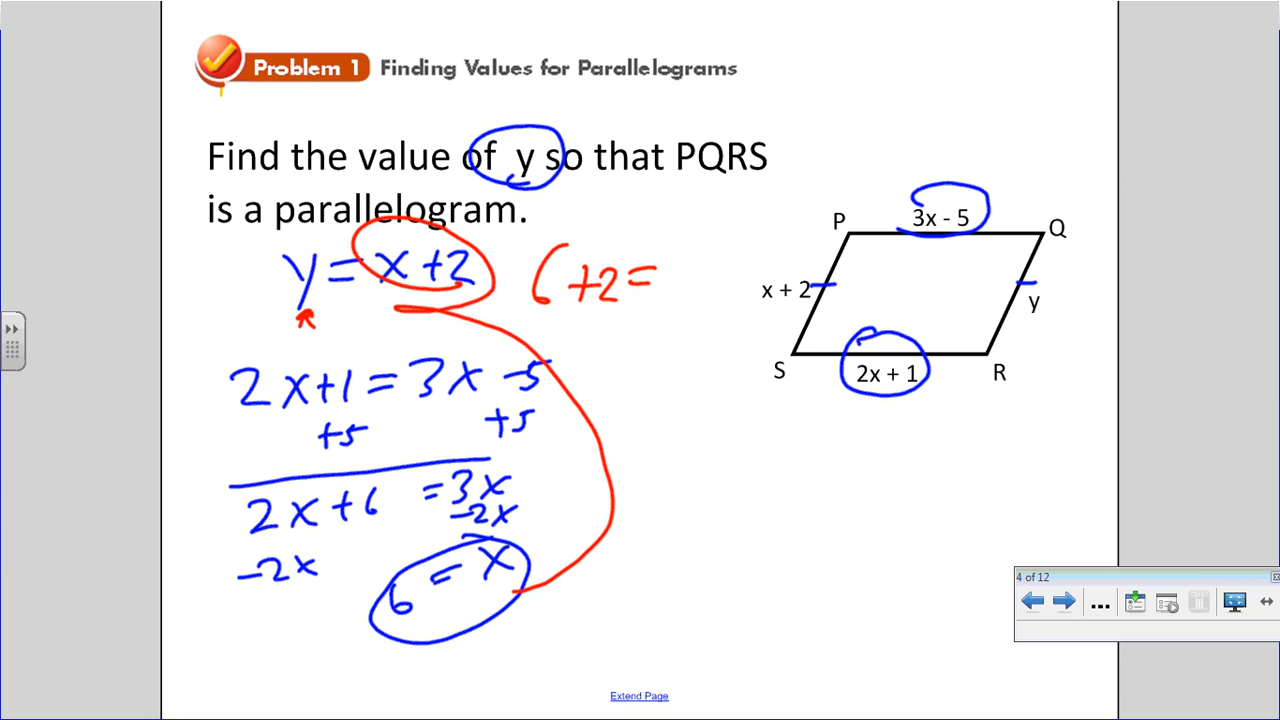 Problem 1 Finding Values for Parallelograms
Find the value of y so that PQRS
is a parallelogram.
y = x + 2
6 + 2 =
2x + 1 = 3x - 5
+5 +5
2x + 6 = 3x
-2x -2x
6 = x
P 3x - 5 Q
x + 2 y
S 2x + 1 R
4 of 12
...
Extend Page